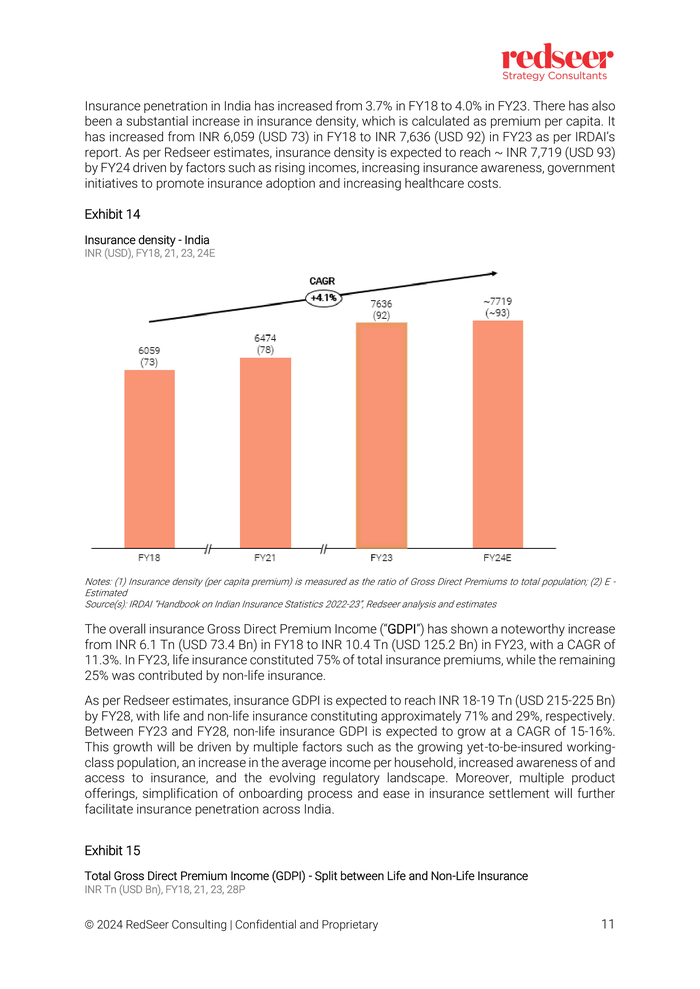 redseer
Strategy Consultants
Insurance penetration in India has increased from 3.7% in FY18 to 4.0% in FY23. There has also
been a substantial increase in insurance density, which is calculated as premium per capita. It
has increased from INR 6,059 (USD 73) in FY18 to INR 7,636 (USD 92) in FY23 as per IRDAI's
report. As per Redseer estimates, insurance density is expected to reach ~ INR 7,719 (USD 93)
by FY24 driven by factors such as rising incomes, increasing insurance awareness, government
initiatives to promote insurance adoption and increasing healthcare costs.
Exhibit 14
Insurance density - India
INR (USD), FY18, 21, 23, 24E
CAGR
+4.1%
6059
(73)
6474
(78)
7636
(92)
~7719
(~93)
FY18
FY21
FY23
FY24E
Notes: (1) Insurance density (per capita premium) is measured as the ratio of Gross Direct Premiums to total population; (2) E -
Estimated
Source(s): IRDAI "Handbook on Indian Insurance Statistics 2022-23", Redseer analysis and estimates
The overall insurance Gross Direct Premium Income ("GDPI") has shown a noteworthy increase
from INR 6.1 Tn (USD 73.4 Bn) in FY18 to INR 10.4 Tn (USD 125.2 Bn) in FY23, with a CAGR of
11.3%. In FY23, life insurance constituted 75% of total insurance premiums, while the remaining
25% was contributed by non-life insurance.
As per Redseer estimates, insurance GDPI is expected to reach INR 18-19 Tn (USD 215-225 Bn)
by FY28, with life and non-life insurance constituting approximately 71% and 29%, respectively.
Between FY23 and FY28, non-life insurance GDPI is expected to grow at a CAGR of 15-16%.
This growth will be driven by multiple factors such as the growing yet-to-be-insured working-
class population, an increase in the average income per household, increased awareness of and
access to insurance, and the evolving regulatory landscape. Moreover, multiple product
offerings, simplification of onboarding process and ease in insurance settlement will further
facilitate insurance penetration across India.
Exhibit 15
Total Gross Direct Premium Income (GDPI) - Split between Life and Non-Life Insurance
INR Tn (USD Bn), FY18, 21, 23, 28P
© 2024 RedSeer Consulting | Confidential and Proprietary
11